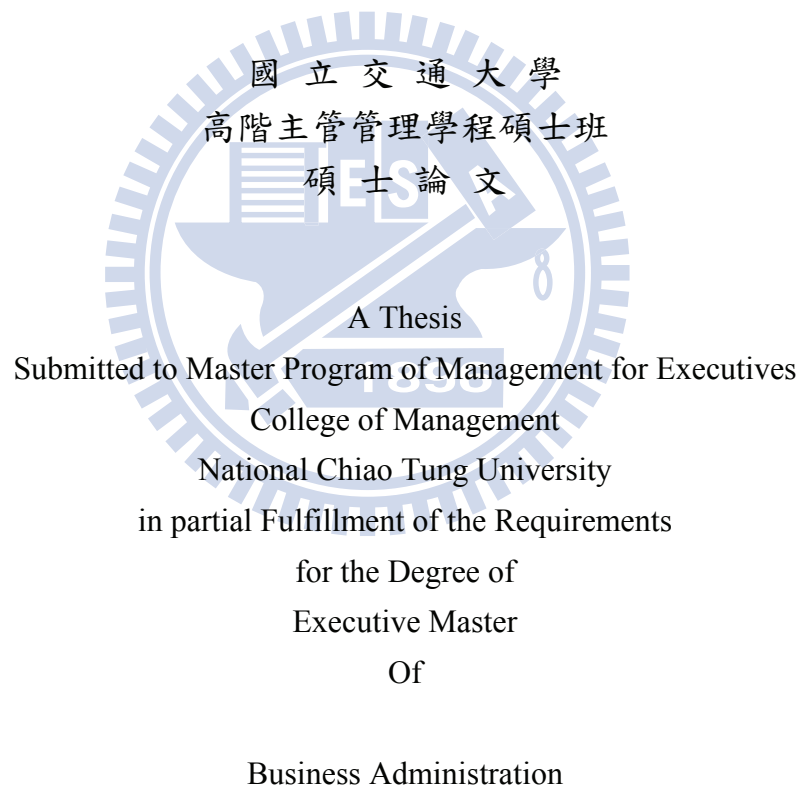 國 立 交 通 大 學
高階主管管理學程碩士班
碩 士 論 文
ES
A Thesis
Submitted to Master Program of Management for Executives
1896
College of Management
National Chiao Tung University
in partial Fulfillment of the Requirements
for the Degree of
Executive Master
Of
Business Administration